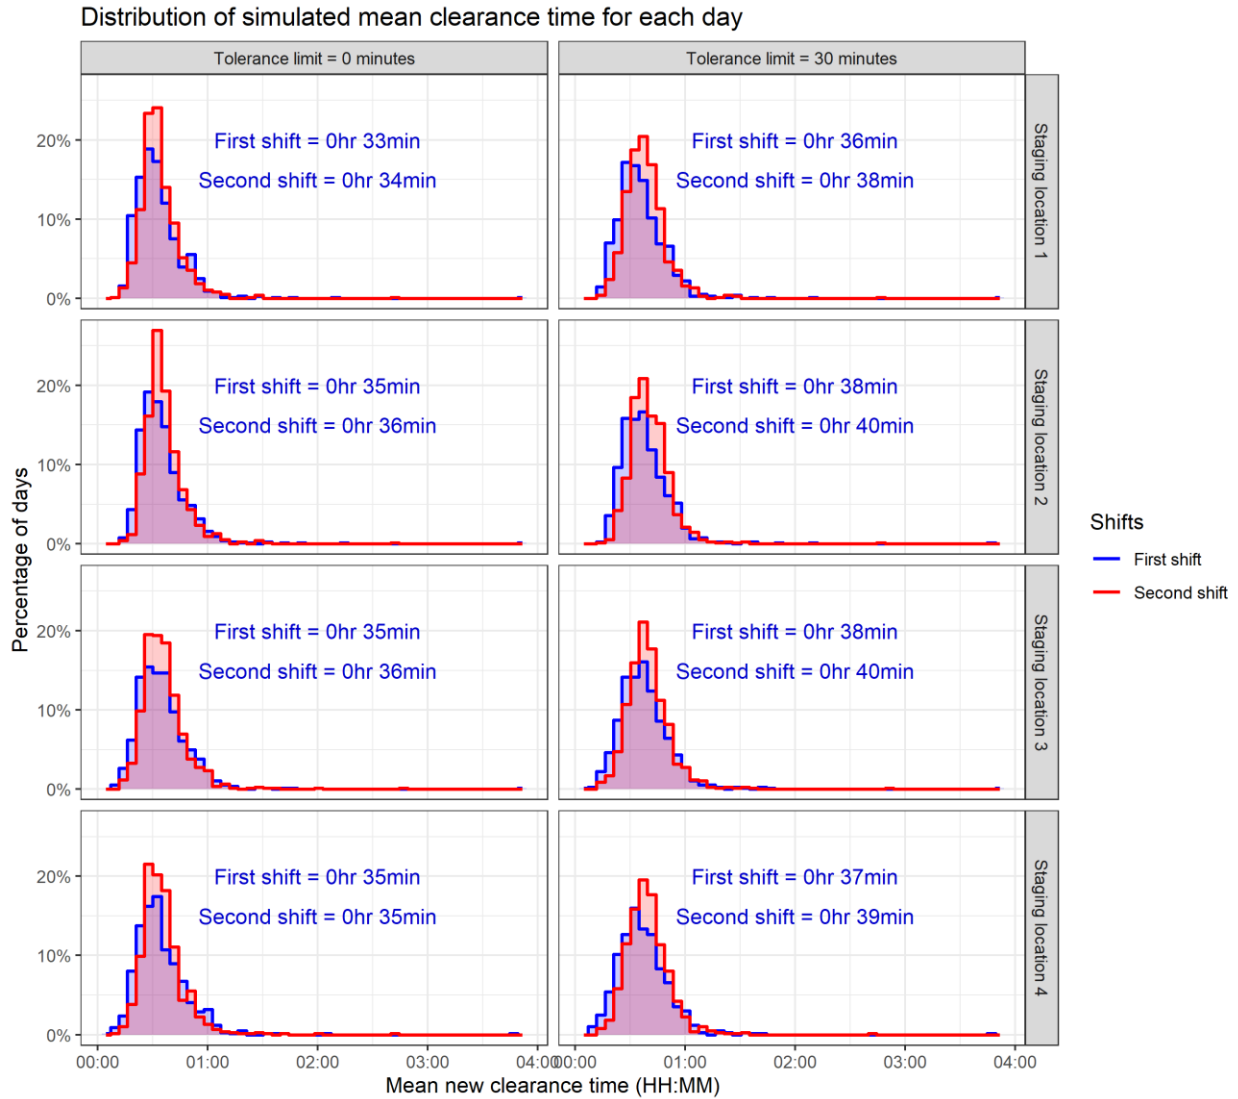 Distribution of simulated mean clearance time for each day
Tolerance limit = 0 minutes
Tolerance limit = 30 minutes
20%
10%
0%
First shift = 0hr 33min
Second shift = 0hr 34min
First shift = 0hr 36min
Second shift = 0hr 38min
Staging location 1
20%
10%
0%
First shift = 0hr 35min
Second shift = 0hr 36min
First shift = 0hr 38min
Second shift = 0hr 40min
Staging location 2
Percentage of days
Shifts
First shift
Second shift
20%
10%
0%
First shift = 0hr 35min
Second shift = 0hr 36min
First shift = 0hr 38min
Second shift = 0hr 40min
Staging location 3
20%
10%
0%
First shift = 0hr 35min
Second shift = 0hr 35min
First shift = 0hr 37min
Second shift = 0hr 39min
Staging location 4
00:00 01:00 02:00 03:00 04:00
00:00 01:00 02:00 03:00 04:00
Mean new clearance time (HH:MM)